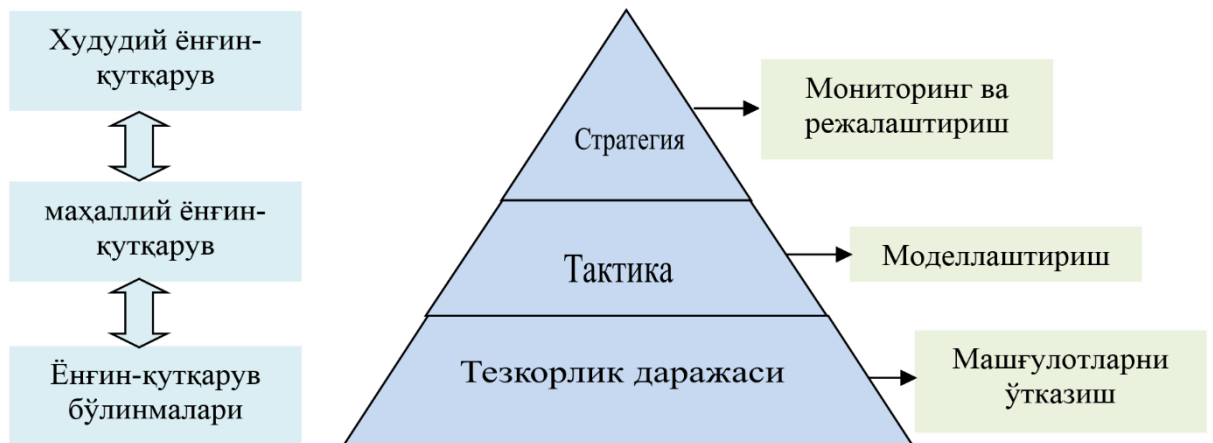 Худудий ёнғин-
қутқарув
маҳаллий ёнғин-
қутқарув
Ёнғин-қутқарув
бўлинмалари
Стратегия
Тактика
Тезкорлик даражаси
Мониторинг ва
режалаштириш
Моделлаштириш
Машғулотларни
ўтказиш